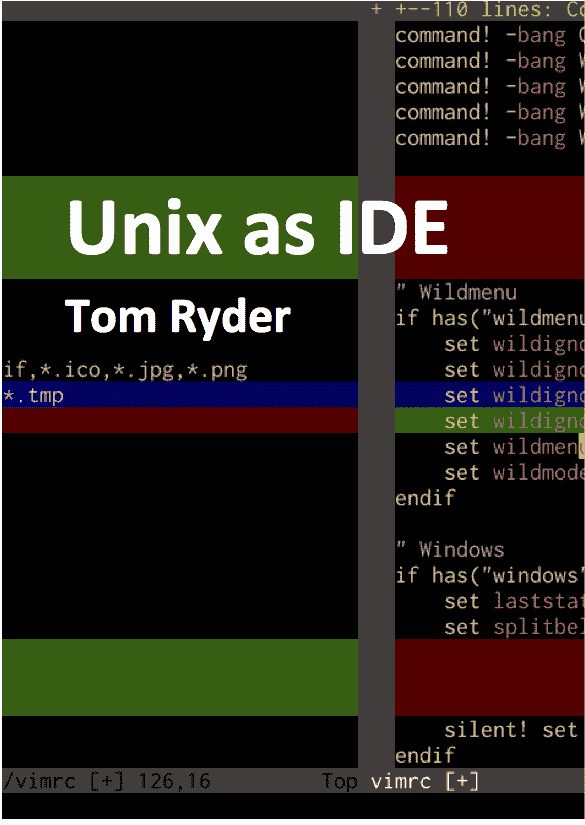 + +--110 lines: Co
command! -bang
command! -bang
command! -bang
command! -bang
command! -bang
Unix as IDE
Tom Ryder
" Wildmenu
if has("wildmenu
if,*.ico,*.jpg,*.png
*.tmp
set wildigno
set wildigno
set wildigno
set wildigno
set wildmenu
set wildmode
endif
" Windows
if has("windows"
set laststat
set splitbel
silent! set
endif
/vimrc [+] 126,16 Top vimrc [+]